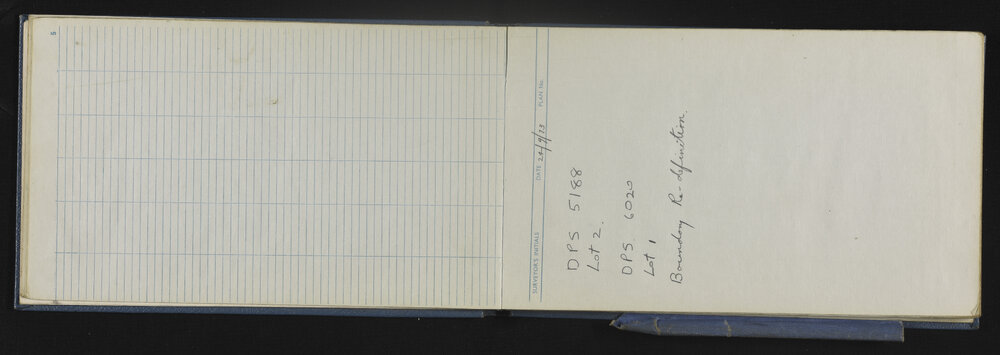 5
SURVEYOR'S INITIALS DATE 24/9/73 PLAN No.
DPS 5188
Lot 2.
DPS. 6020
Lot 1
Boundary Re-definition.